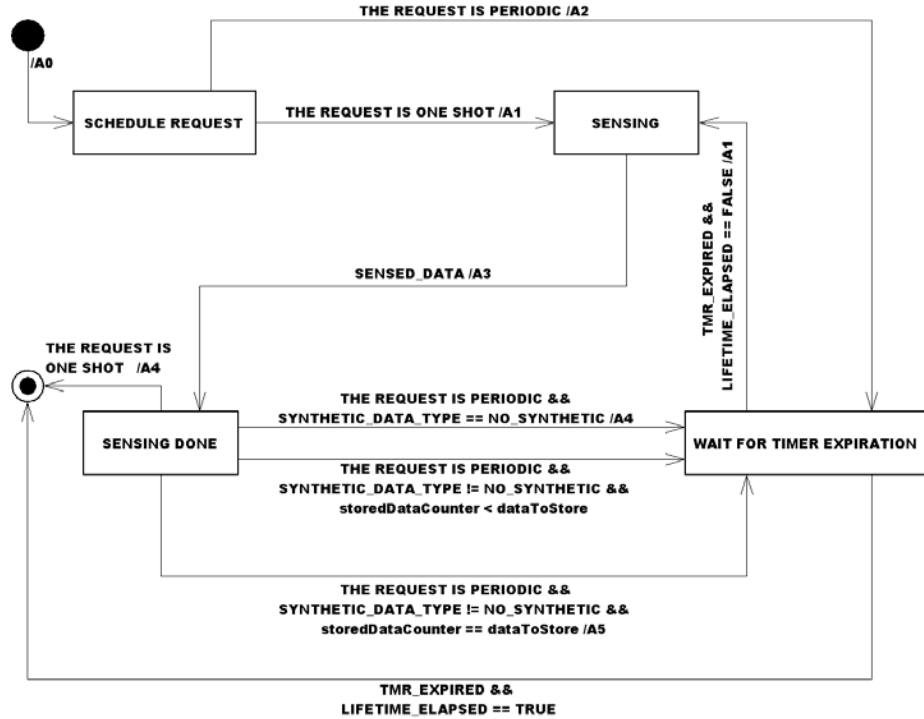 THE REQUEST IS PERIODIC /A2
/A0
SCHEDULE REQUEST
THE REQUEST IS ONE SHOT /A1
SENSING
TMR_EXPIRED &&
LIFETIME_ELAPSED == FALSE /A1
SENSED_DATA /A3
THE REQUEST IS
ONE SHOT /A4
SENSING DONE
THE REQUEST IS PERIODIC &&
SYNTHETIC_DATA_TYPE == NO_SYNTHETIC /A4
WAIT FOR TIMER EXPIRATION
THE REQUEST IS PERIODIC &&
SYNTHETIC_DATA_TYPE != NO_SYNTHETIC &&
storedDataCounter < dataToStore
THE REQUEST IS PERIODIC &&
SYNTHETIC_DATA_TYPE != NO_SYNTHETIC &&
storedDataCounter == dataToStore /A5
TMR_EXPIRED &&
LIFETIME_ELAPSED == TRUE